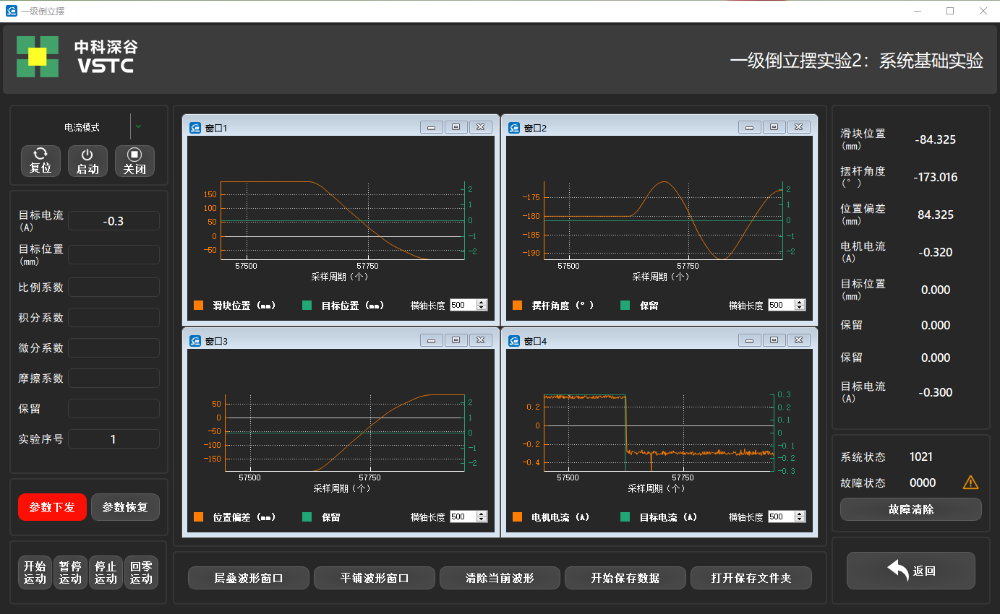 一级倒立摆
中科深谷
VSTC
一级倒立摆实验2：系统基础实验
电流模式
复位
启动
关闭
目标电流
(A)
-0.3
目标位置
(mm)
比例系数
积分系数
微分系数
摩擦系数
保留
实验序号
1
参数下发
参数恢复
开始
运动
暂停
运动
停止
运动
回零
运动
窗口1
150
100
50
0
-50
2
1
0
-1
-2
57500
57750
采样周期（个）
滑块位置（mm）
目标位置（mm）
横轴长度
500
窗口2
-175
-180
-185
-190
2
1
0
-1
-2
57500
57750
采样周期（个）
摆杆角度（°）
保留
横轴长度
500
窗口3
50
0
-50
-100
-150
2
1
0
-1
-2
57500
57750
采样周期（个）
位置偏差（mm）
保留
横轴长度
500
窗口4
0.2
0
-0.2
-0.4
0.3
0.2
0.1
0
-0.1
-0.2
-0.3
57500
57750
采样周期（个）
电机电流（A）
目标电流（A）
横轴长度
500
层叠波形窗口
平铺波形窗口
清除当前波形
开始保存数据
打开保存文件夹
滑块位置
(mm)
-84.325
摆杆角度
(°)
-173.016
位置偏差
(mm)
84.325
电机电流
(A)
-0.320
目标位置
(mm)
0.000
保留
0.000
保留
0.000
目标电流
(A)
-0.300
系统状态
1021
故障状态
0000
故障清除
返回